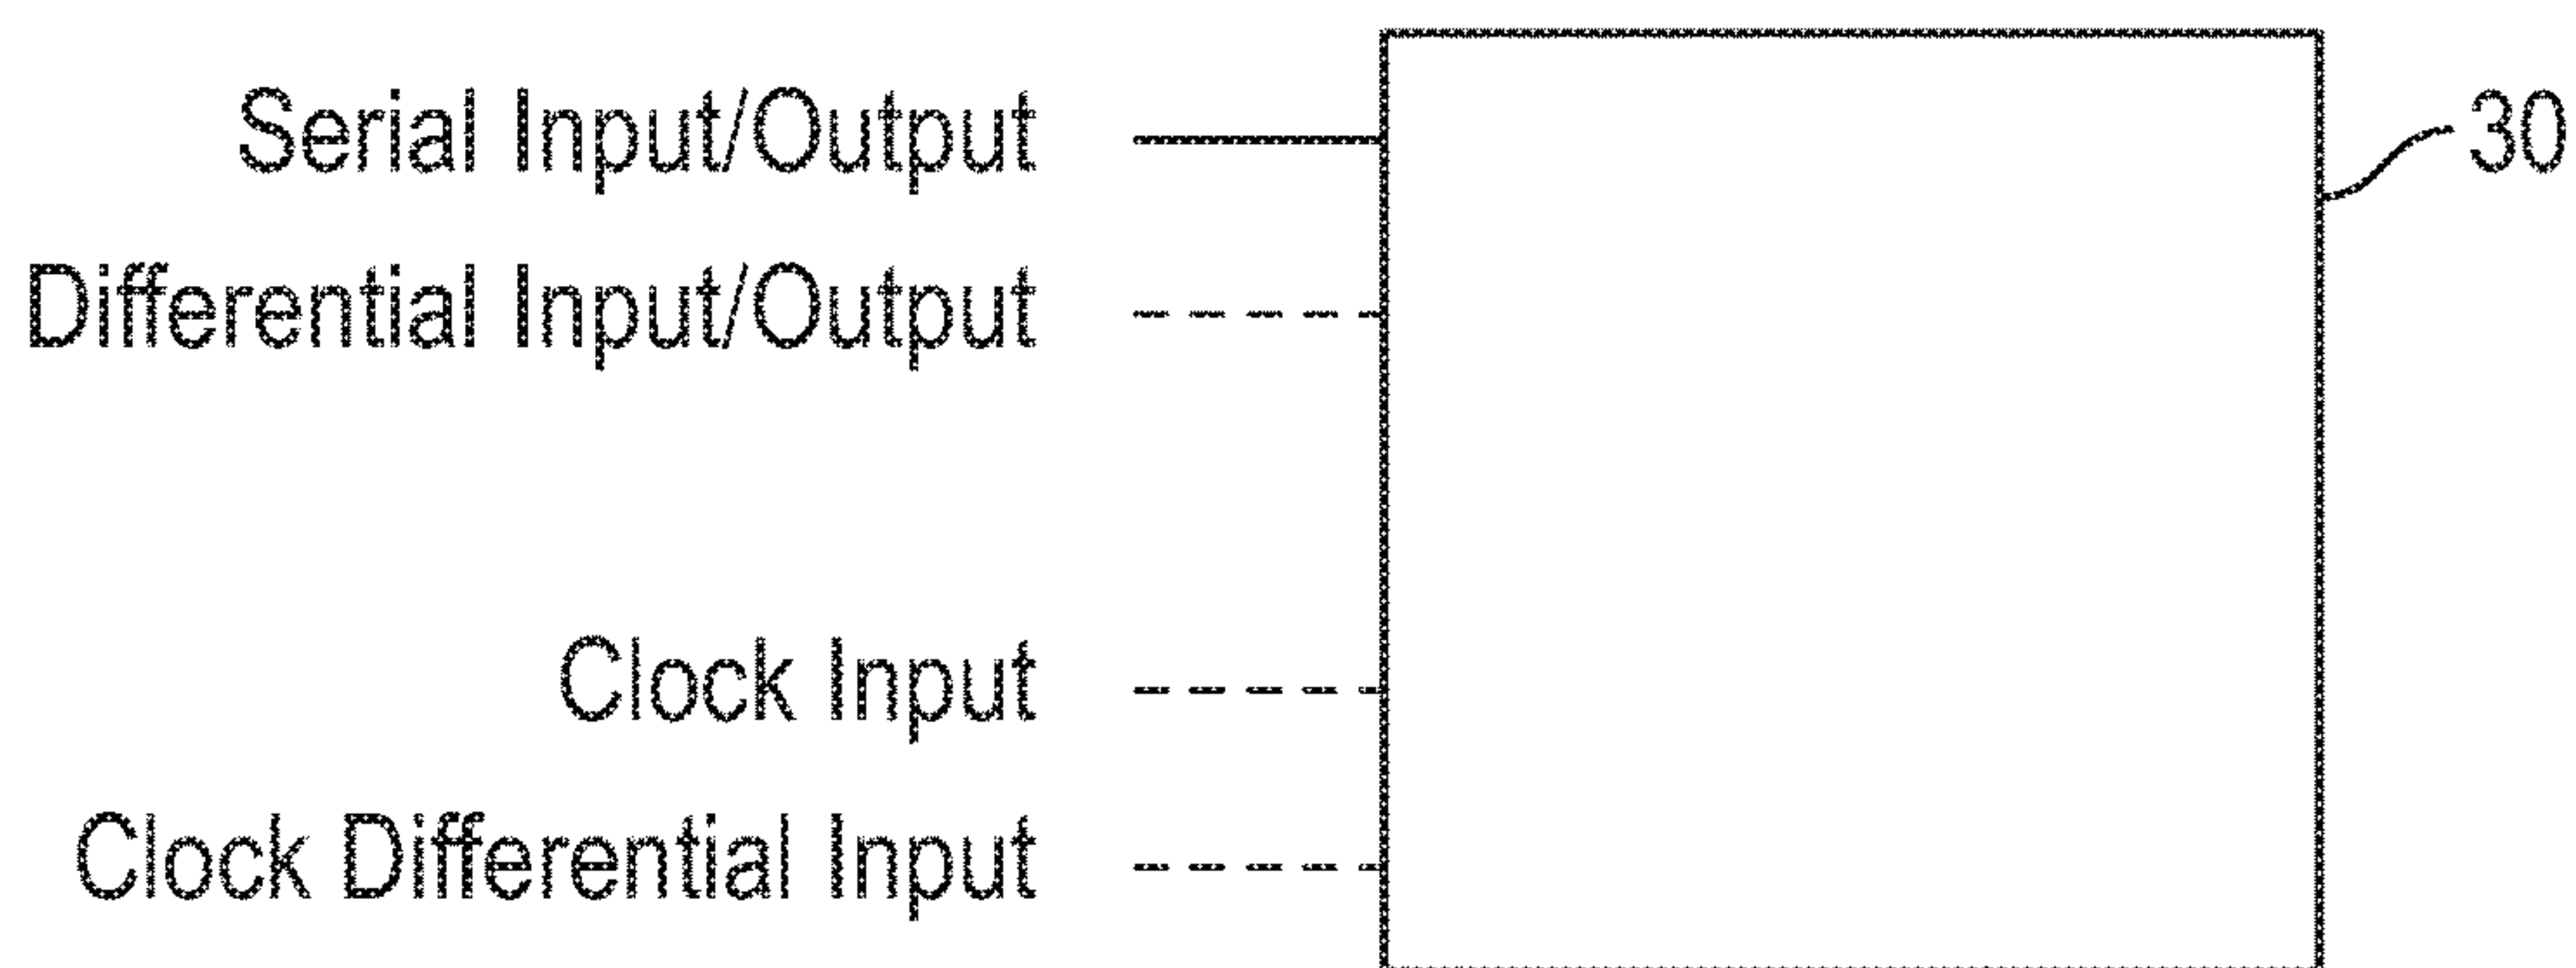 Serial Input/Output
30
Differential Input/Output
Clock Input
Clock Differential Input